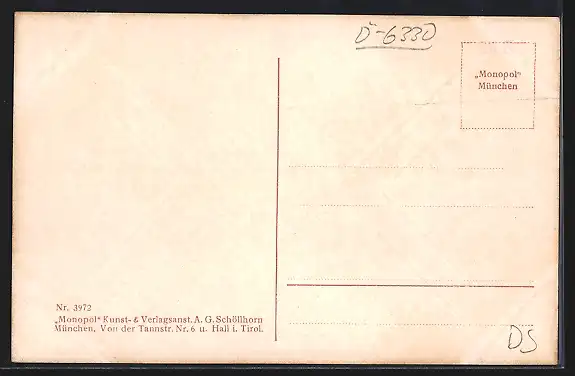 Ö-6330
„Monopol"
München
Nr. 3972
„Monopol" Kunst- & Verlagsanst. A. G. Schöllhorn
München, Von der Tannstr. Nr. 6 u. Hall i. Tirol.
DS